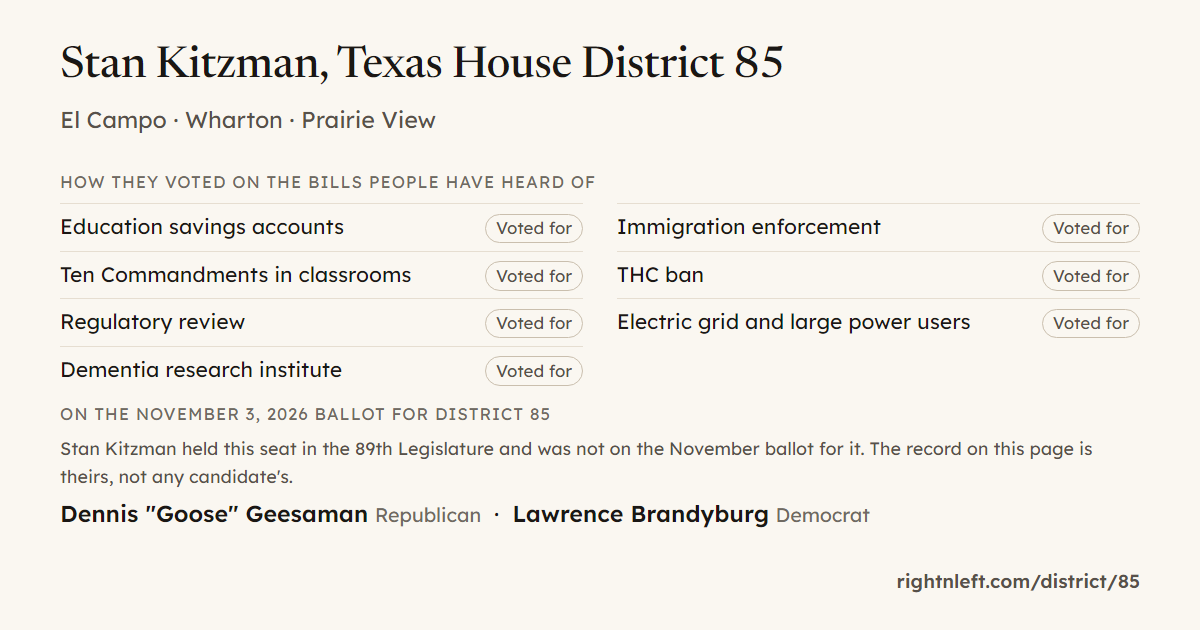 Stan Kitzman, Texas House District 85
El Campo · Wharton · Prairie View
HOW THEY VOTED ON THE BILLS PEOPLE HAVE HEARD OF
Education savings accounts Voted for
Ten Commandments in classrooms Voted for
Regulatory review Voted for
Dementia research institute Voted for
Immigration enforcement Voted for
THC ban Voted for
Electric grid and large power users Voted for
ON THE NOVEMBER 3, 2026 BALLOT FOR DISTRICT 85
Stan Kitzman held this seat in the 89th Legislature and was not on the November ballot for it. The record on this page is
theirs, not any candidate's.
Dennis "Goose" Geesaman Republican · Lawrence Brandyburg Democrat
rightnleft.com/district/85